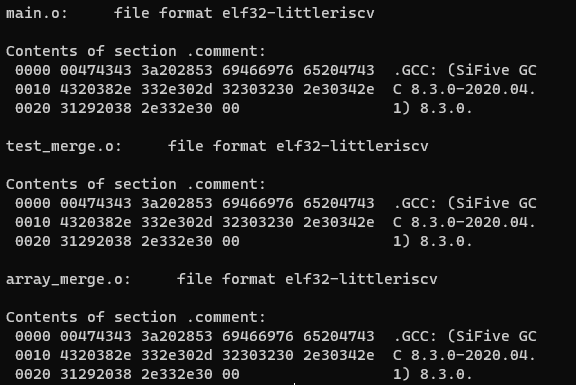 main.o:     file format elf32-littleriscv
Contents of section .comment:
 0000 00474343 3a202853 69466976 65204743  .GCC: (SiFive GC
 0010 4320382e 332e302d 32303230 2e30342e  C 8.3.0-2020.04.
 0020 31292038 2e332e30 00                 1) 8.3.0.
test_merge.o:     file format elf32-littleriscv
Contents of section .comment:
 0000 00474343 3a202853 69466976 65204743  .GCC: (SiFive GC
 0010 4320382e 332e302d 32303230 2e30342e  C 8.3.0-2020.04.
 0020 31292038 2e332e30 00                 1) 8.3.0.
array_merge.o:     file format elf32-littleriscv
Contents of section .comment:
 0000 00474343 3a202853 69466976 65204743  .GCC: (SiFive GC
 0010 4320382e 332e302d 32303230 2e30342e  C 8.3.0-2020.04.
 0020 31292038 2e332e30 00                 1) 8.3.0.